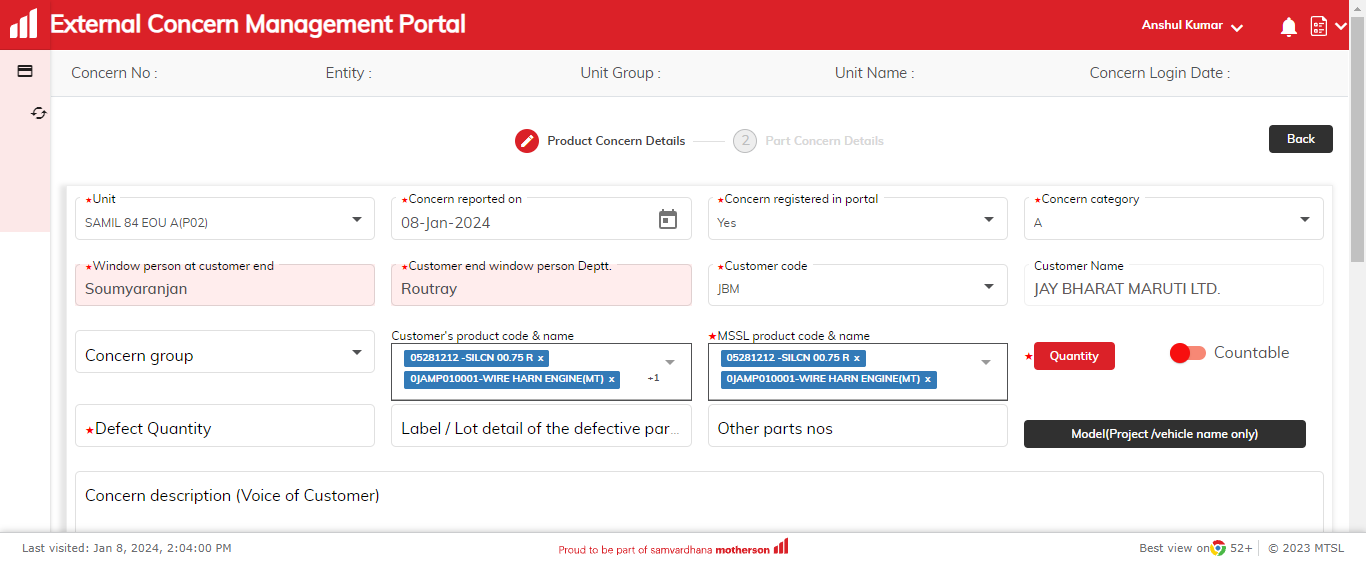 External Concern Management Portal
Anshul Kumar
Concern No :
Entity :
Unit Group :
Unit Name :
Concern Login Date :
Product Concern Details
2
Part Concern Details
Back
*Unit
SAMIL 84 EOU A(P02)
*Concern reported on
08-Jan-2024
*Concern registered in portal
Yes
*Concern category
A
*Window person at customer end
Soumyaranjan
*Customer end window person Deptt.
Routray
*Customer code
JBM
Customer Name
JAY BHARAT MARUTI LTD.
Concern group
Customer's product code & name
05281212 -SILCN 00.75 R x
0JAMP010001-WIRE HARN ENGINE(MT) x
+1
*MSSL product code & name
05281212 -SILCN 00.75 R x
0JAMP010001-WIRE HARN ENGINE(MT) x
* Quantity
Countable
*Defect Quantity
Label / Lot detail of the defective par...
Other parts nos
Model(Project /vehicle name only)
Concern description (Voice of Customer)
Last visited: Jan 8, 2024, 2:04:00 PM
Proud to be part of samvardhana motherson
Best view on 52+
© 2023 MTSL